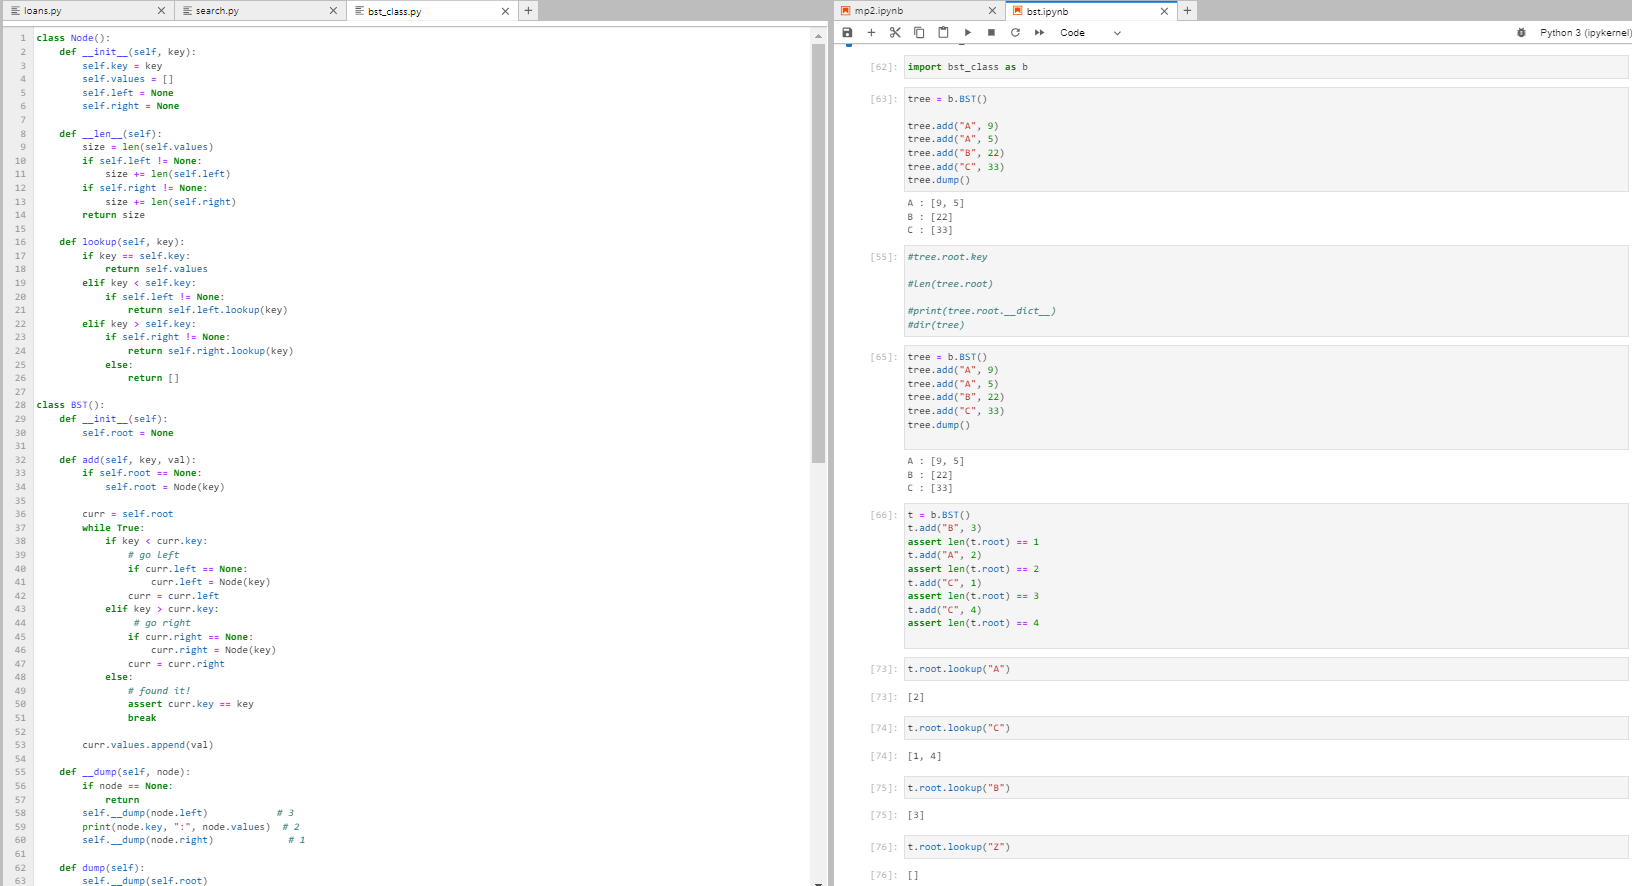 loans.py
search.py
bst_class.py
1 class Node():
2     def __init__(self, key):
3         self.key = key
4         self.values = []
5         self.left = None
6         self.right = None
7
8     def __len__(self):
9         size = len(self.values)
10         if self.left != None:
11             size += len(self.left)
12         if self.right != None:
13             size += len(self.right)
14         return size
15
16     def lookup(self, key):
17         if key == self.key:
18             return self.values
19         elif key < self.key:
20             if self.left != None:
21                 return self.left.lookup(key)
22         elif key > self.key:
23             if self.right != None:
24                 return self.right.lookup(key)
25             else:
26                 return []
27
28 class BST():
29     def __init__(self):
30         self.root = None
31
32     def add(self, key, val):
33         if self.root == None:
34             self.root = Node(key)
35
36         curr = self.root
37         while True:
38             if key < curr.key:
39                 # go left
40                 if curr.left == None:
41                     curr.left = Node(key)
42                 curr = curr.left
43             elif key > curr.key:
44                  # go right
45                 if curr.right == None:
46                     curr.right = Node(key)
47                 curr = curr.right
48             else:
49                 # found it!
50                 assert curr.key == key
51                 break
52
53         curr.values.append(val)
54
55     def __dump(self, node):
56         if node == None:
57             return
58         self.__dump(node.left)            # 3
59         print(node.key, ":", node.values)  # 2
60         self.__dump(node.right)             # 1
61
62     def dump(self):
63         self.__dump(self.root)
mp2.ipynb
bst.ipynb
Code
Python 3 (ipykernel)
[62]: import bst_class as b
[63]: tree = b.BST()
tree.add("A", 9)
tree.add("A", 5)
tree.add("B", 22)
tree.add("C", 33)
tree.dump()
A : [9, 5]
B : [22]
C : [33]
[55]: #tree.root.key
#len(tree.root)
#print(tree.root.__dict__)
#dir(tree)
[65]: tree = b.BST()
tree.add("A", 9)
tree.add("A", 5)
tree.add("B", 22)
tree.add("C", 33)
tree.dump()
A : [9, 5]
B : [22]
C : [33]
[66]: t = b.BST()
t.add("B", 3)
assert len(t.root) == 1
t.add("A", 2)
assert len(t.root) == 2
t.add("C", 1)
assert len(t.root) == 3
t.add("C", 4)
assert len(t.root) == 4
[73]: t.root.lookup("A")
[73]: [2]
[74]: t.root.lookup("C")
[74]: [1, 4]
[75]: t.root.lookup("B")
[75]: [3]
[76]: t.root.lookup("Z")
[76]: []